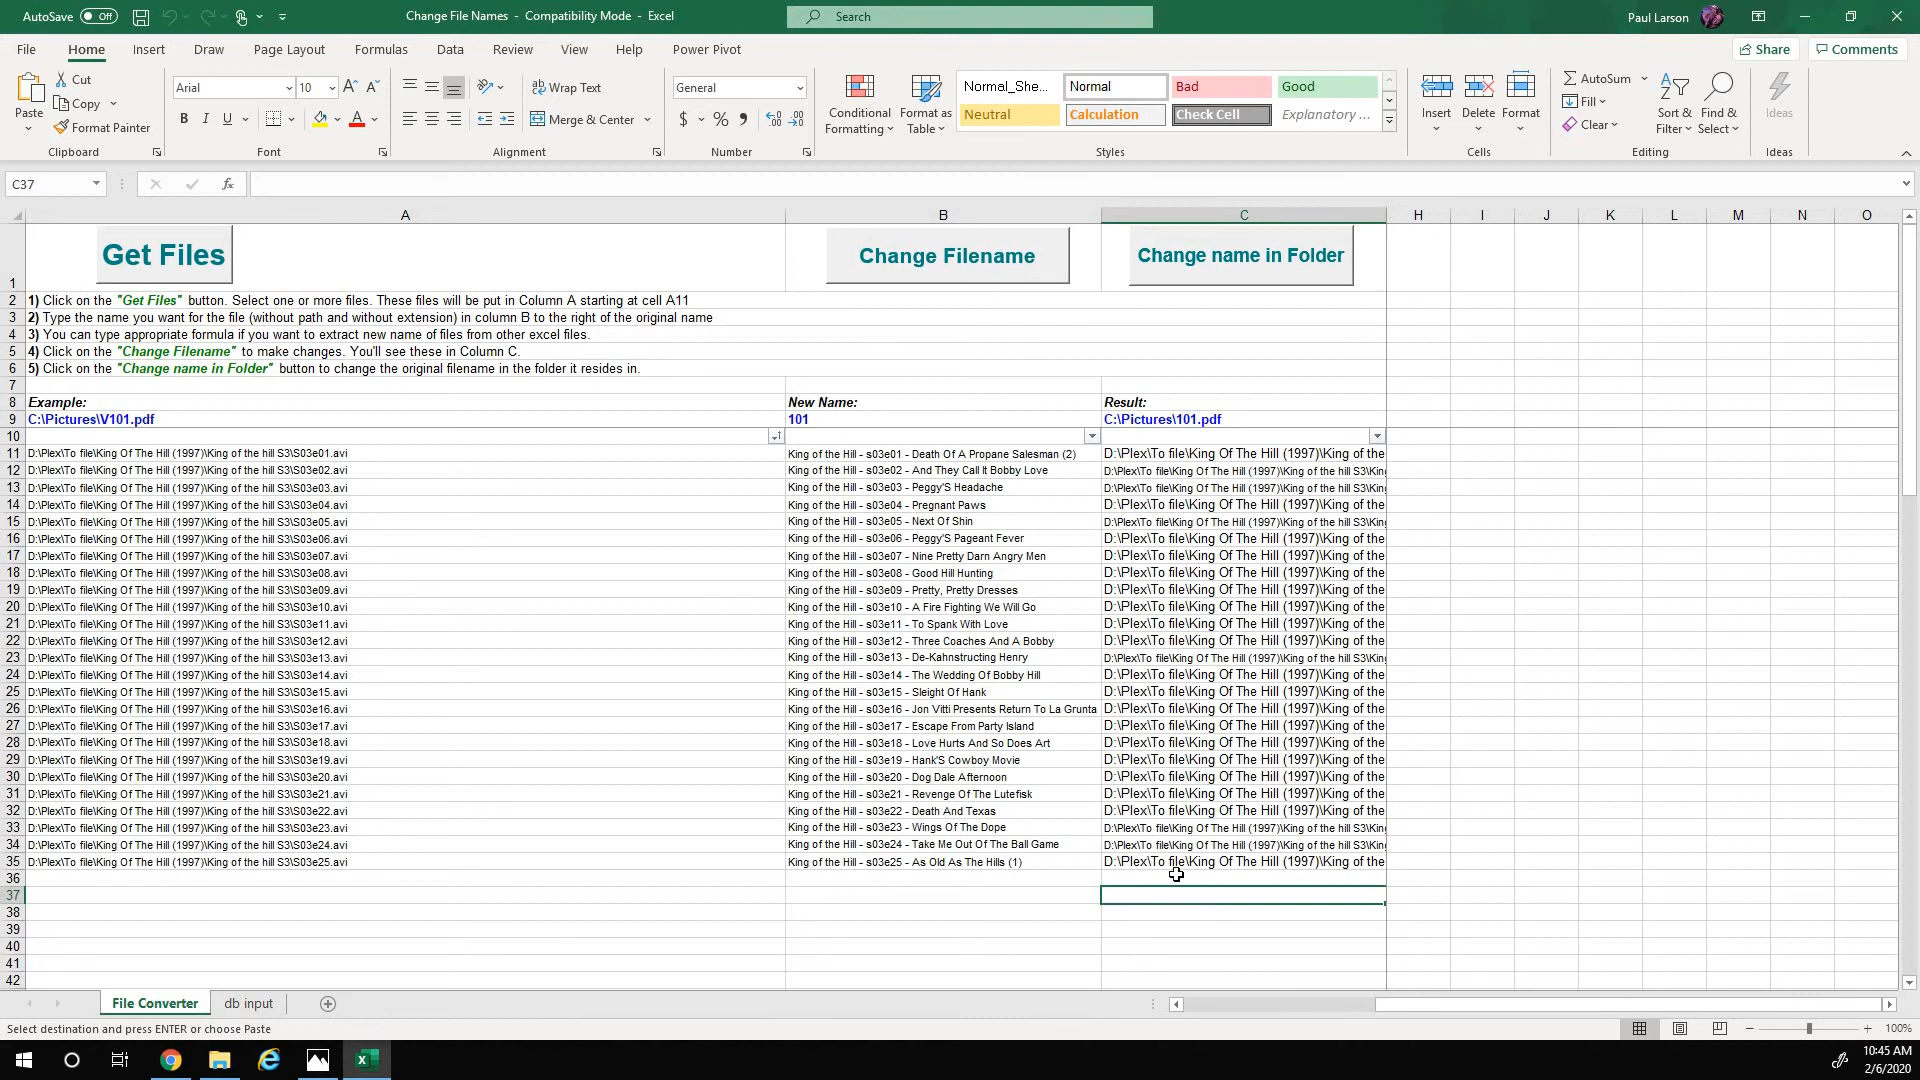 AutoSave Off Change File Names - Compatibility Mode - Excel Search Paul Larson
File Home Insert Draw Page Layout Formulas Data Review View Help Power Pivot Share Comments
Paste Cut Copy Format Painter Clipboard
Arial 10 B I U A Font
Wrap Text Merge & Center Alignment
General $ % Number
Conditional Formatting Format as Table
Normal_She... Normal Bad Good
Neutral Calculation Check Cell Explanatory ...
Styles
Insert Delete Format Cells
AutoSum Fill Clear Sort & Filter Find & Select Editing
Ideas Ideas
C37 fx
A B C H I J K L M N O
1 Get Files Change Filename Change name in Folder
2 1) Click on the "Get Files" button. Select one or more files. These files will be put in Column A starting at cell A11
3 2) Type the name you want for the file (without path and without extension) in column B to the right of the original name
4 3) You can type appropriate formula if you want to extract new name of files from other excel files.
5 4) Click on the "Change Filename" to make changes. You'll see these in Column C.
6 5) Click on the "Change name in Folder" button to change the original filename in the folder it resides in.
7
8 Example: New Name: Result:
9 C:\Pictures\V101.pdf 101 C:\Pictures\101.pdf
10
11 D:\Plex\To file\King Of The Hill (1997)\King of the hill S3\S03e01.avi King of the Hill - s03e01 - Death Of A Propane Salesman (2) D:\Plex\To file\King Of The Hill (1997)\King of the
12 D:\Plex\To file\King Of The Hill (1997)\King of the hill S3\S03e02.avi King of the Hill - s03e02 - And They Call It Bobby Love D:\Plex\To file\King Of The Hill (1997)\King of the hill S3\King
13 D:\Plex\To file\King Of The Hill (1997)\King of the hill S3\S03e03.avi King of the Hill - s03e03 - Peggy'S Headache D:\Plex\To file\King Of The Hill (1997)\King of the hill S3\King
14 D:\Plex\To file\King Of The Hill (1997)\King of the hill S3\S03e04.avi King of the Hill - s03e04 - Pregnant Paws D:\Plex\To file\King Of The Hill (1997)\King of the
15 D:\Plex\To file\King Of The Hill (1997)\King of the hill S3\S03e05.avi King of the Hill - s03e05 - Next Of Shin D:\Plex\To file\King Of The Hill (1997)\King of the hill S3\King
16 D:\Plex\To file\King Of The Hill (1997)\King of the hill S3\S03e06.avi King of the Hill - s03e06 - Peggy'S Pageant Fever D:\Plex\To file\King Of The Hill (1997)\King of the
17 D:\Plex\To file\King Of The Hill (1997)\King of the hill S3\S03e07.avi King of the Hill - s03e07 - Nine Pretty Darn Angry Men D:\Plex\To file\King Of The Hill (1997)\King of the
18 D:\Plex\To file\King Of The Hill (1997)\King of the hill S3\S03e08.avi King of the Hill - s03e08 - Good Hill Hunting D:\Plex\To file\King Of The Hill (1997)\King of the
19 D:\Plex\To file\King Of The Hill (1997)\King of the hill S3\S03e09.avi King of the Hill - s03e09 - Pretty, Pretty Dresses D:\Plex\To file\King Of The Hill (1997)\King of the
20 D:\Plex\To file\King Of The Hill (1997)\King of the hill S3\S03e10.avi King of the Hill - s03e10 - A Fire Fighting We Will Go D:\Plex\To file\King Of The Hill (1997)\King of the
21 D:\Plex\To file\King Of The Hill (1997)\King of the hill S3\S03e11.avi King of the Hill - s03e11 - To Spank With Love D:\Plex\To file\King Of The Hill (1997)\King of the
22 D:\Plex\To file\King Of The Hill (1997)\King of the hill S3\S03e12.avi King of the Hill - s03e12 - Three Coaches And A Bobby D:\Plex\To file\King Of The Hill (1997)\King of the
23 D:\Plex\To file\King Of The Hill (1997)\King of the hill S3\S03e13.avi King of the Hill - s03e13 - De-Kahnstructing Henry D:\Plex\To file\King Of The Hill (1997)\King of the hill S3\King
24 D:\Plex\To file\King Of The Hill (1997)\King of the hill S3\S03e14.avi King of the Hill - s03e14 - The Wedding Of Bobby Hill D:\Plex\To file\King Of The Hill (1997)\King of the
25 D:\Plex\To file\King Of The Hill (1997)\King of the hill S3\S03e15.avi King of the Hill - s03e15 - Sleight Of Hank D:\Plex\To file\King Of The Hill (1997)\King of the
26 D:\Plex\To file\King Of The Hill (1997)\King of the hill S3\S03e16.avi King of the Hill - s03e16 - Jon Vitti Presents Return To La Grunta D:\Plex\To file\King Of The Hill (1997)\King of the
27 D:\Plex\To file\King Of The Hill (1997)\King of the hill S3\S03e17.avi King of the Hill - s03e17 - Escape From Party Island D:\Plex\To file\King Of The Hill (1997)\King of the
28 D:\Plex\To file\King Of The Hill (1997)\King of the hill S3\S03e18.avi King of the Hill - s03e18 - Love Hurts And So Does Art D:\Plex\To file\King Of The Hill (1997)\King of the
29 D:\Plex\To file\King Of The Hill (1997)\King of the hill S3\S03e19.avi King of the Hill - s03e19 - Hank'S Cowboy Movie D:\Plex\To file\King Of The Hill (1997)\King of the
30 D:\Plex\To file\King Of The Hill (1997)\King of the hill S3\S03e20.avi King of the Hill - s03e20 - Dog Dale Afternoon D:\Plex\To file\King Of The Hill (1997)\King of the
31 D:\Plex\To file\King Of The Hill (1997)\King of the hill S3\S03e21.avi King of the Hill - s03e21 - Revenge Of The Lutefisk D:\Plex\To file\King Of The Hill (1997)\King of the
32 D:\Plex\To file\King Of The Hill (1997)\King of the hill S3\S03e22.avi King of the Hill - s03e22 - Death And Texas D:\Plex\To file\King Of The Hill (1997)\King of the
33 D:\Plex\To file\King Of The Hill (1997)\King of the hill S3\S03e23.avi King of the Hill - s03e23 - Wings Of The Dope D:\Plex\To file\King Of The Hill (1997)\King of the hill S3\King
34 D:\Plex\To file\King Of The Hill (1997)\King of the hill S3\S03e24.avi King of the Hill - s03e24 - Take Me Out Of The Ball Game D:\Plex\To file\King Of The Hill (1997)\King of the hill S3\King
35 D:\Plex\To file\King Of The Hill (1997)\King of the hill S3\S03e25.avi King of the Hill - s03e25 - As Old As The Hills (1) D:\Plex\To file\King Of The Hill (1997)\King of the
36
37
38
39
40
41
42
File Converter db input
Select destination and press ENTER or choose Paste 100%
10:45 AM
2/6/2020